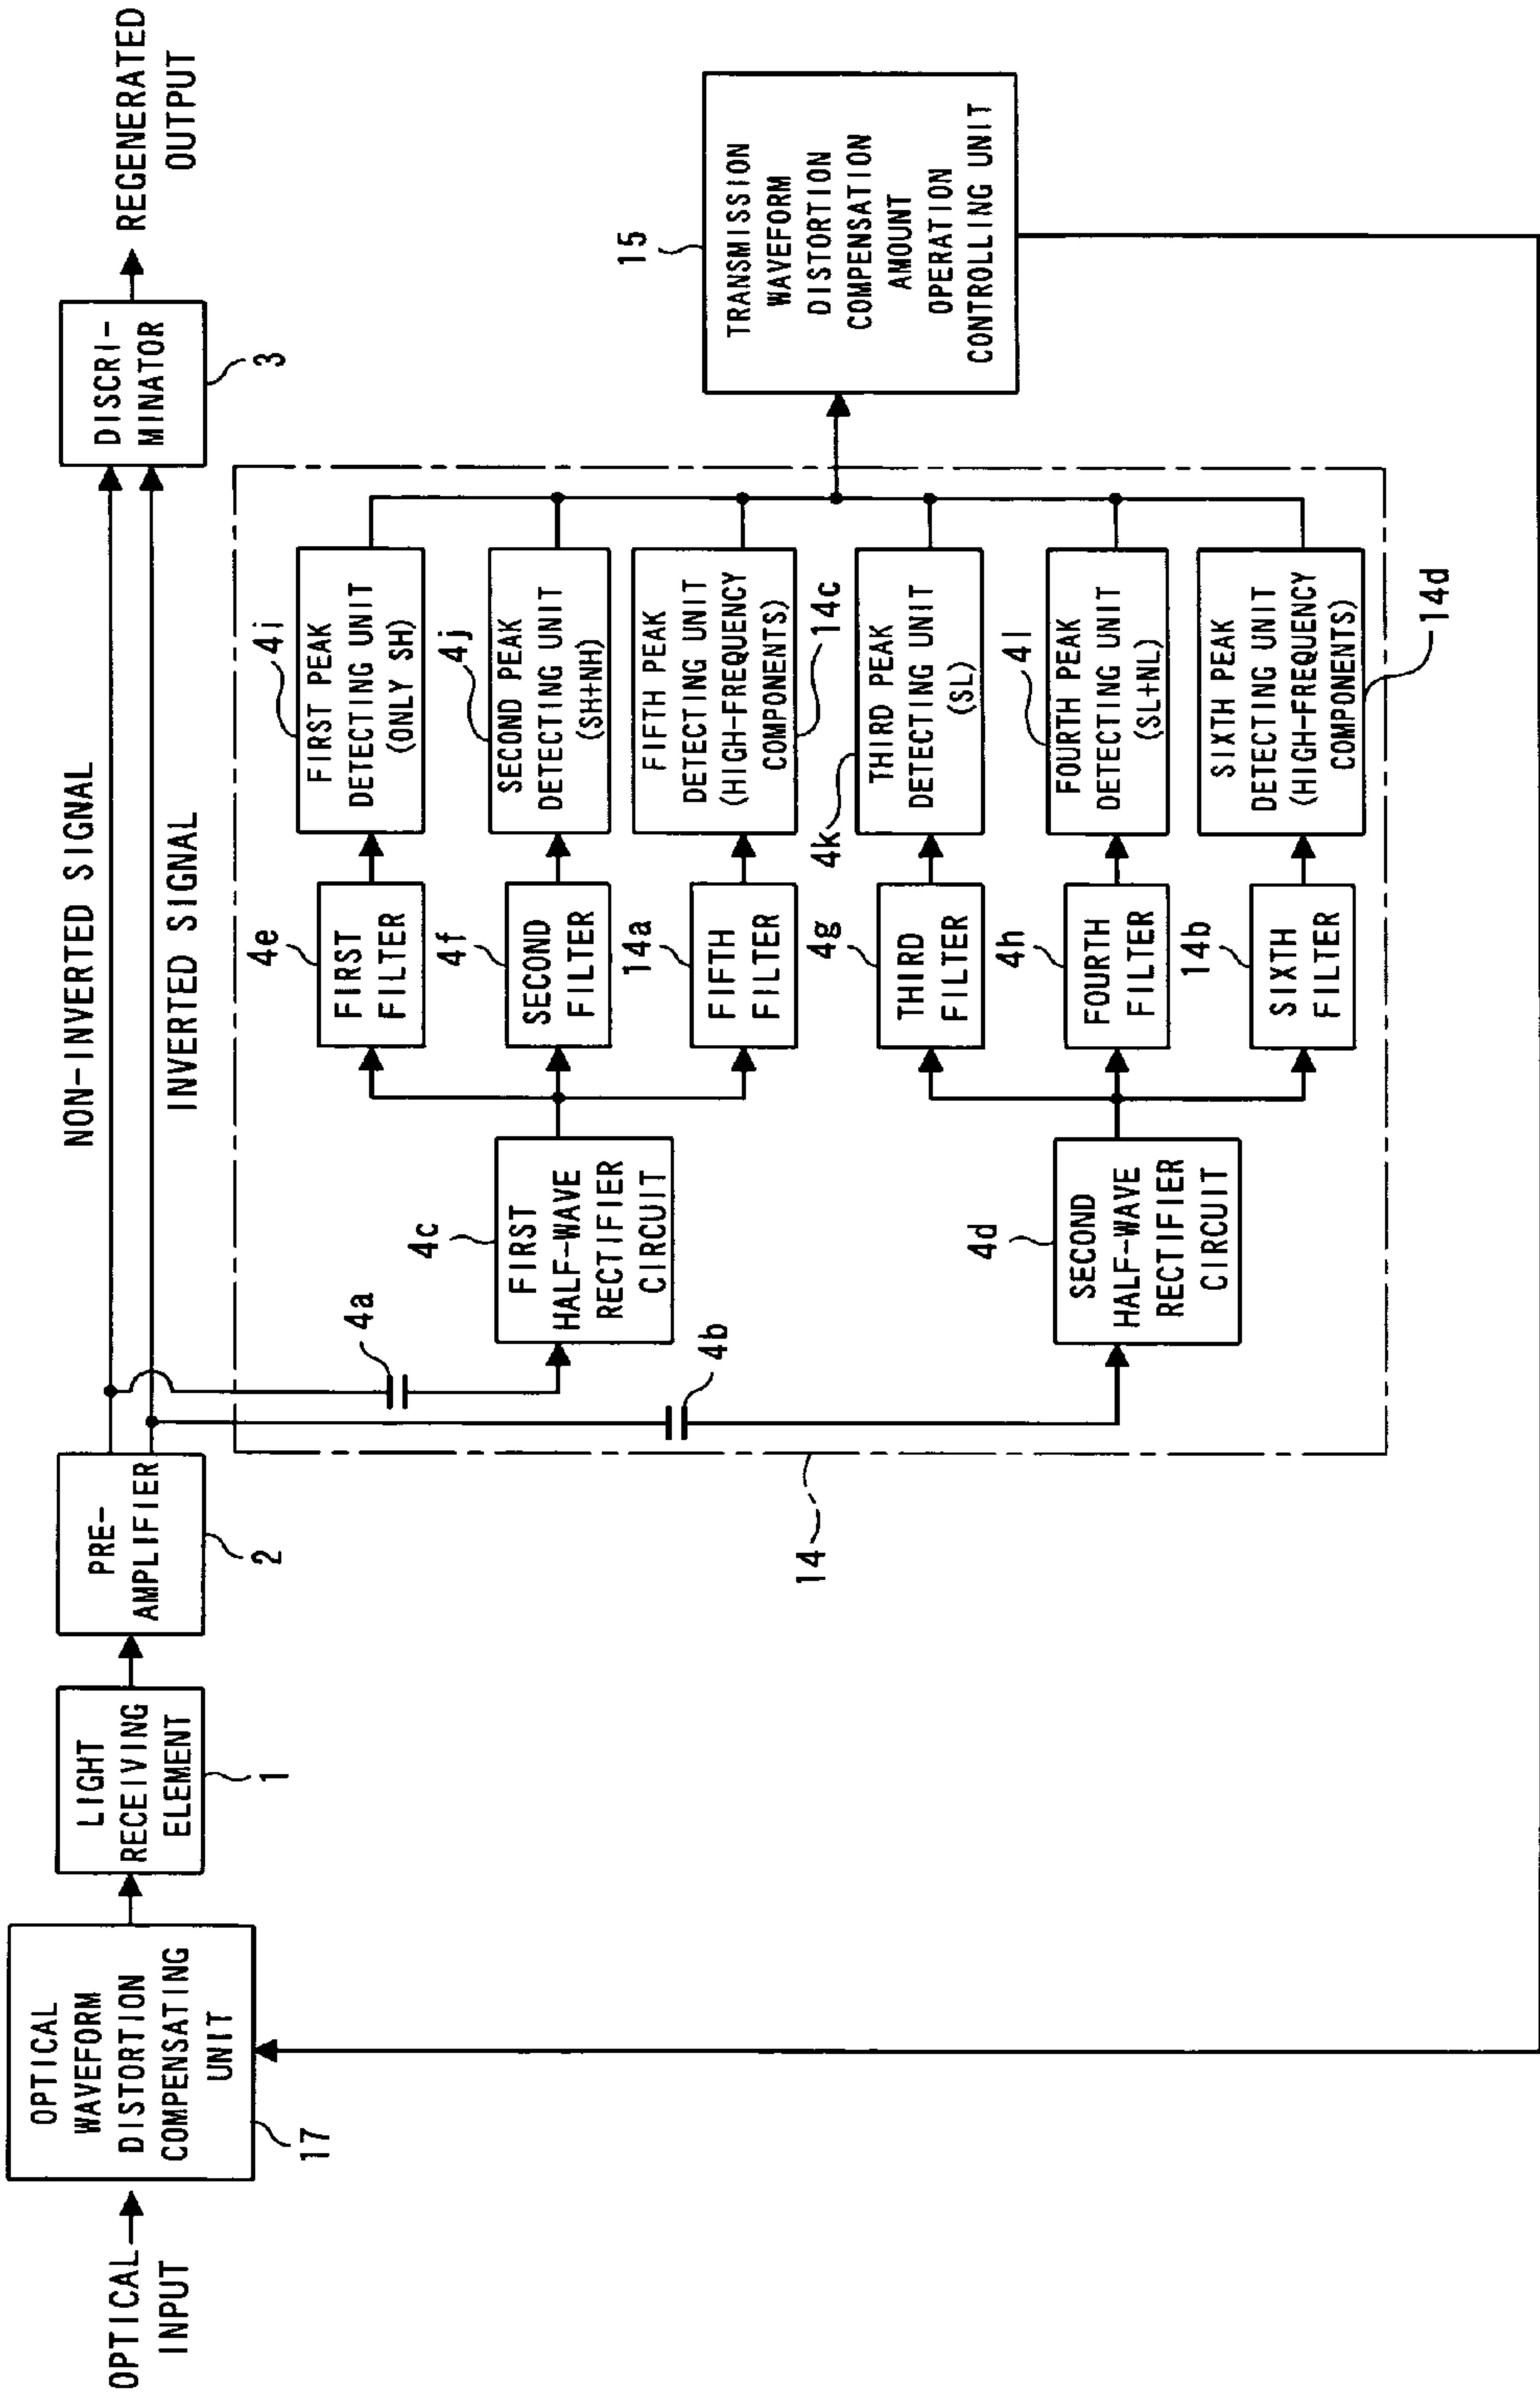 OPTICAL
INPUT
OPTICAL
WAVEFORM
DISTORTION
COMPENSATING
UNIT
17
LIGHT
RECEIVING
ELEMENT
1
PRE-
AMPLIFIER
2
NON-INVERTED SIGNAL
INVERTED SIGNAL
DISCRI-
MINATOR
3
REGENERATED
OUTPUT
14
4a
4b
4c
FIRST
HALF-WAVE
RECTIFIER
CIRCUIT
4d
SECOND
HALF-WAVE
RECTIFIER
CIRCUIT
4e
FIRST
FILTER
4f
SECOND
FILTER
14a
FIFTH
FILTER
4g
THIRD
FILTER
4h
FOURTH
FILTER
14b
SIXTH
FILTER
4i
FIRST PEAK
DETECTING UNIT
(ONLY SH)
4j
SECOND PEAK
DETECTING UNIT
(SH+NH)
FIFTH PEAK
DETECTING UNIT
(HIGH-FREQUENCY
COMPONENTS)
14c
4k
THIRD PEAK
DETECTING UNIT
(SL)
4l
FOURTH PEAK
DETECTING UNIT
(SL+NL)
SIXTH PEAK
DETECTING UNIT
(HIGH-FREQUENCY
COMPONENTS)
14d
15
TRANSMISSION
WAVEFORM
DISTORTION
COMPENSATION
AMOUNT
OPERATION
CONTROLLING UNIT